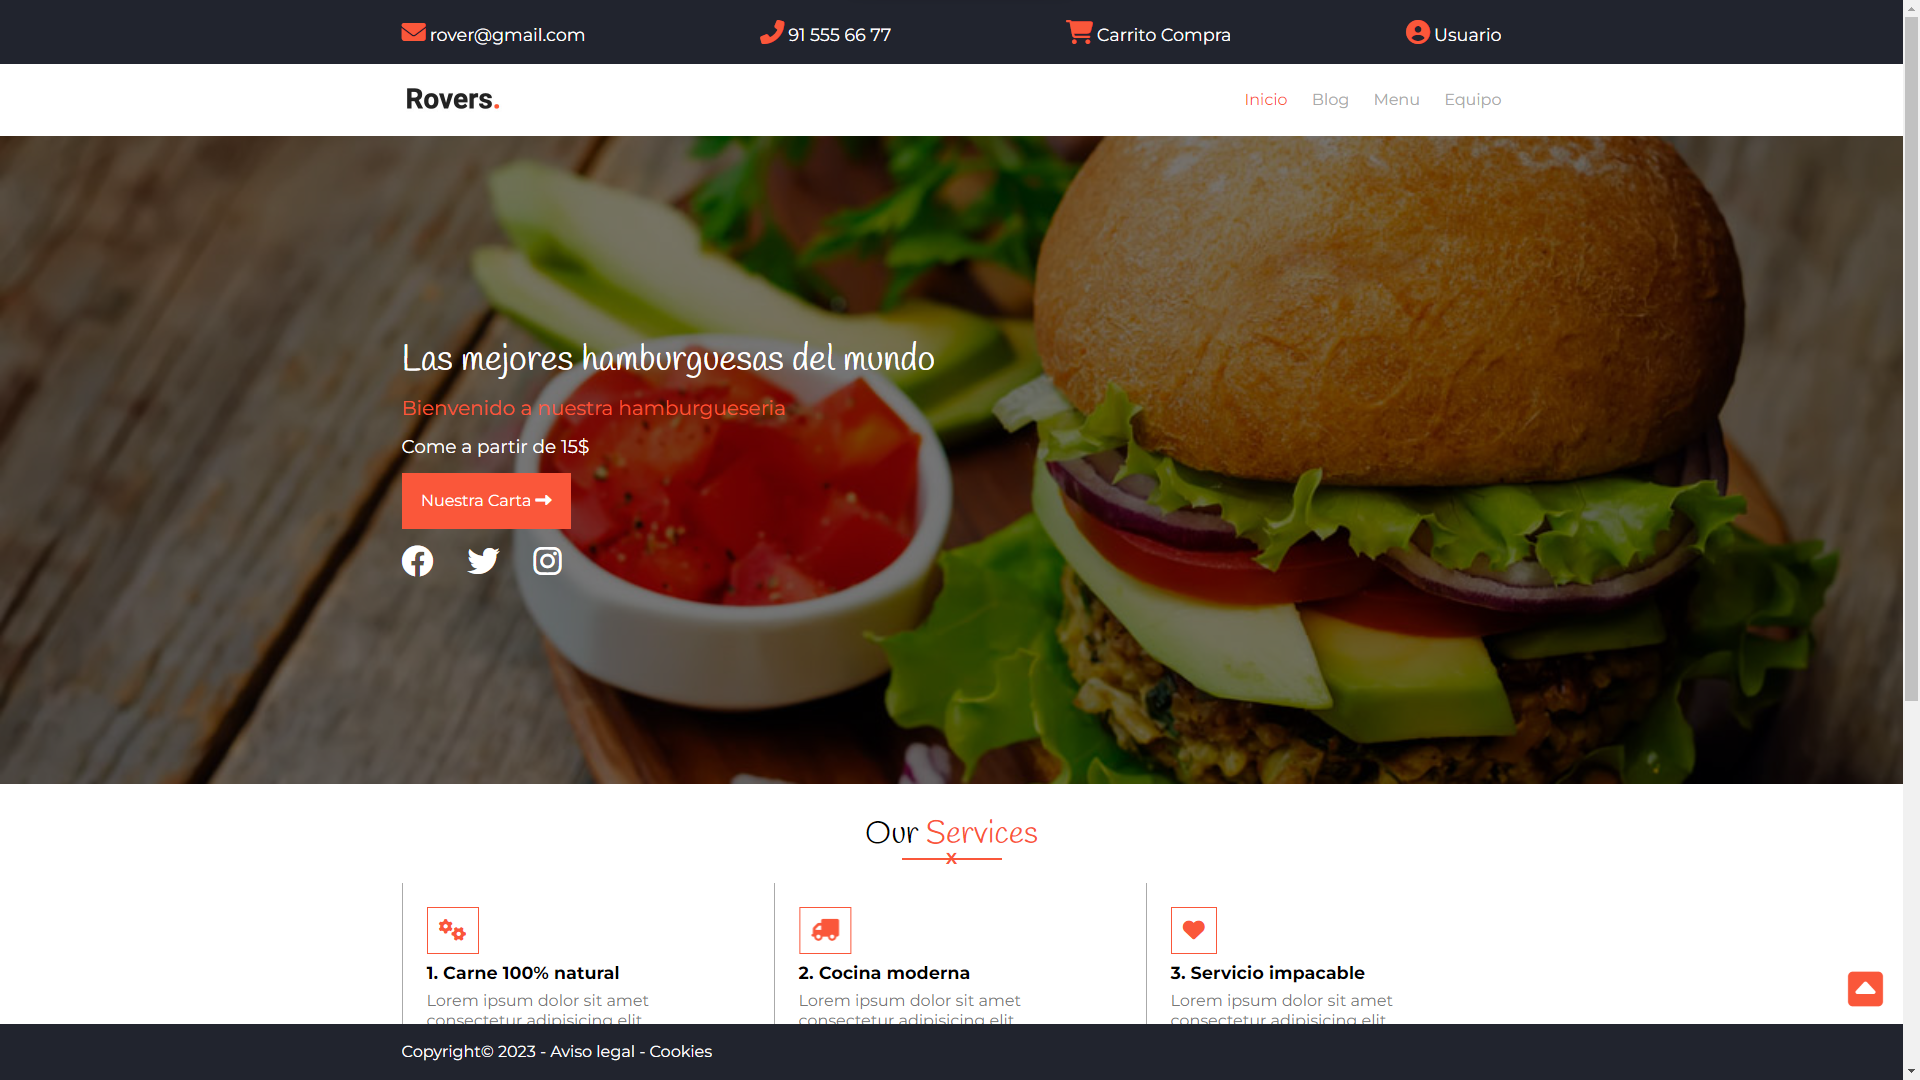 rover@gmail.com
91 555 66 77
Carrito Compra
Usuario
Rovers.
Inicio
Blog
Menu
Equipo
Las mejores hamburguesas del mundo
Bienvenido a nuestra hamburgueseria
Come a partir de 15$
Nuestra Carta
Our Services
x
1. Carne 100% natural
Lorem ipsum dolor sit amet
consectetur adipisicing elit
2. Cocina moderna
Lorem ipsum dolor sit amet
consectetur adipisicing elit
3. Servicio impacable
Lorem ipsum dolor sit amet
consectetur adipisicing elit
Copyright© 2023 - Aviso legal - Cookies